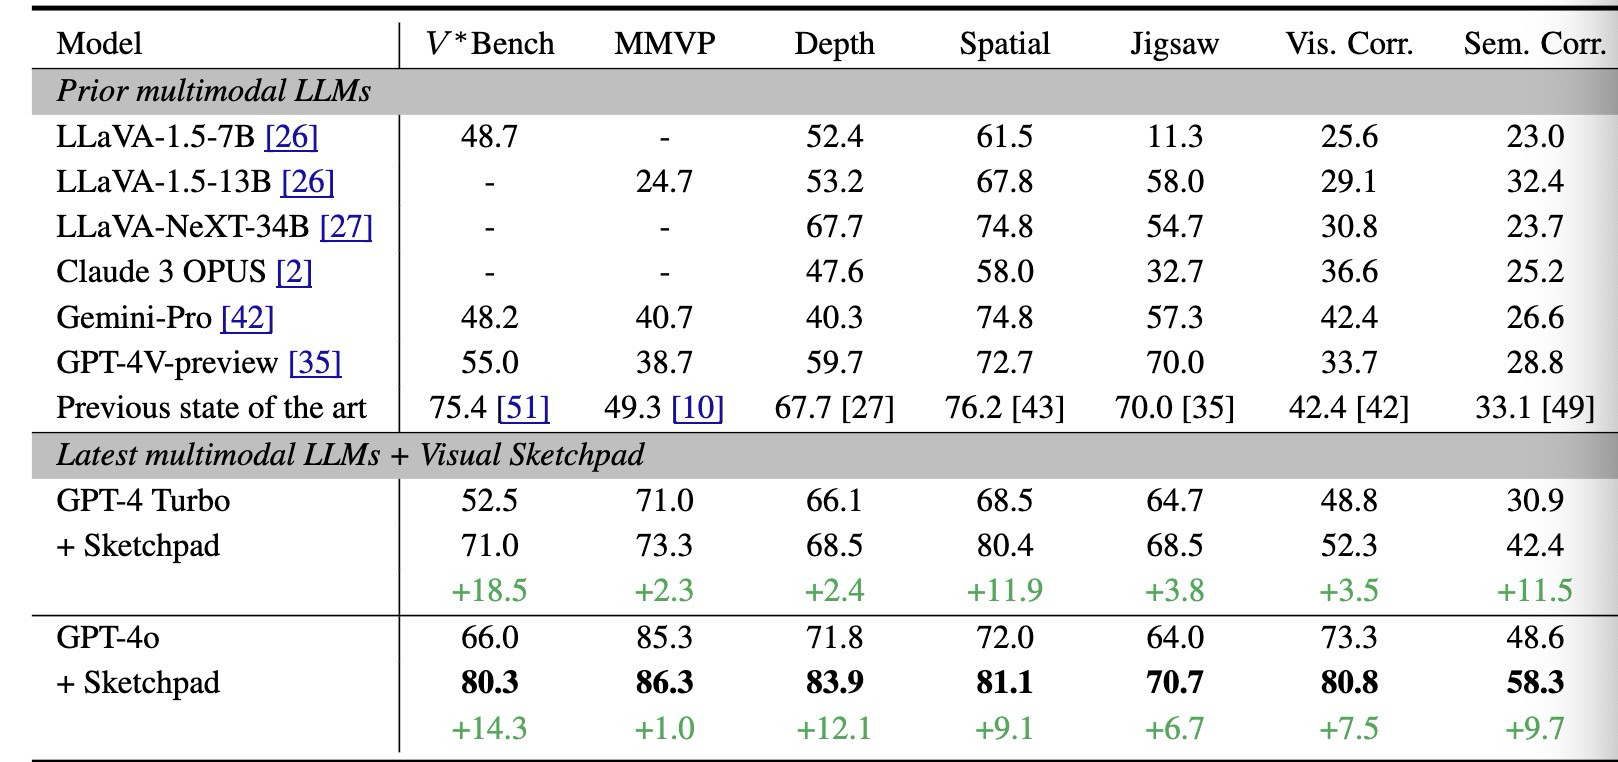 Model V*Bench MMVP Depth Spatial Jigsaw Vis. Corr. Sem. Corr.
Prior multimodal LLMs
LLaVA-1.5-7B [26] 48.7 - 52.4 61.5 11.3 25.6 23.0
LLaVA-1.5-13B [26] - 24.7 53.2 67.8 58.0 29.1 32.4
LLaVA-NeXT-34B [27] - - 67.7 74.8 54.7 30.8 23.7
Claude 3 OPUS [2] - - 47.6 58.0 32.7 36.6 25.2
Gemini-Pro [42] 48.2 40.7 40.3 74.8 57.3 42.4 26.6
GPT-4V-preview [35] 55.0 38.7 59.7 72.7 70.0 33.7 28.8
Previous state of the art 75.4 [51] 49.3 [10] 67.7 [27] 76.2 [43] 70.0 [35] 42.4 [42] 33.1 [49]
Latest multimodal LLMs + Visual Sketchpad
GPT-4 Turbo 52.5 71.0 66.1 68.5 64.7 48.8 30.9
+ Sketchpad 71.0 73.3 68.5 80.4 68.5 52.3 42.4
+18.5 +2.3 +2.4 +11.9 +3.8 +3.5 +11.5
GPT-4o 66.0 85.3 71.8 72.0 64.0 73.3 48.6
+ Sketchpad 80.3 86.3 83.9 81.1 70.7 80.8 58.3
+14.3 +1.0 +12.1 +9.1 +6.7 +7.5 +9.7